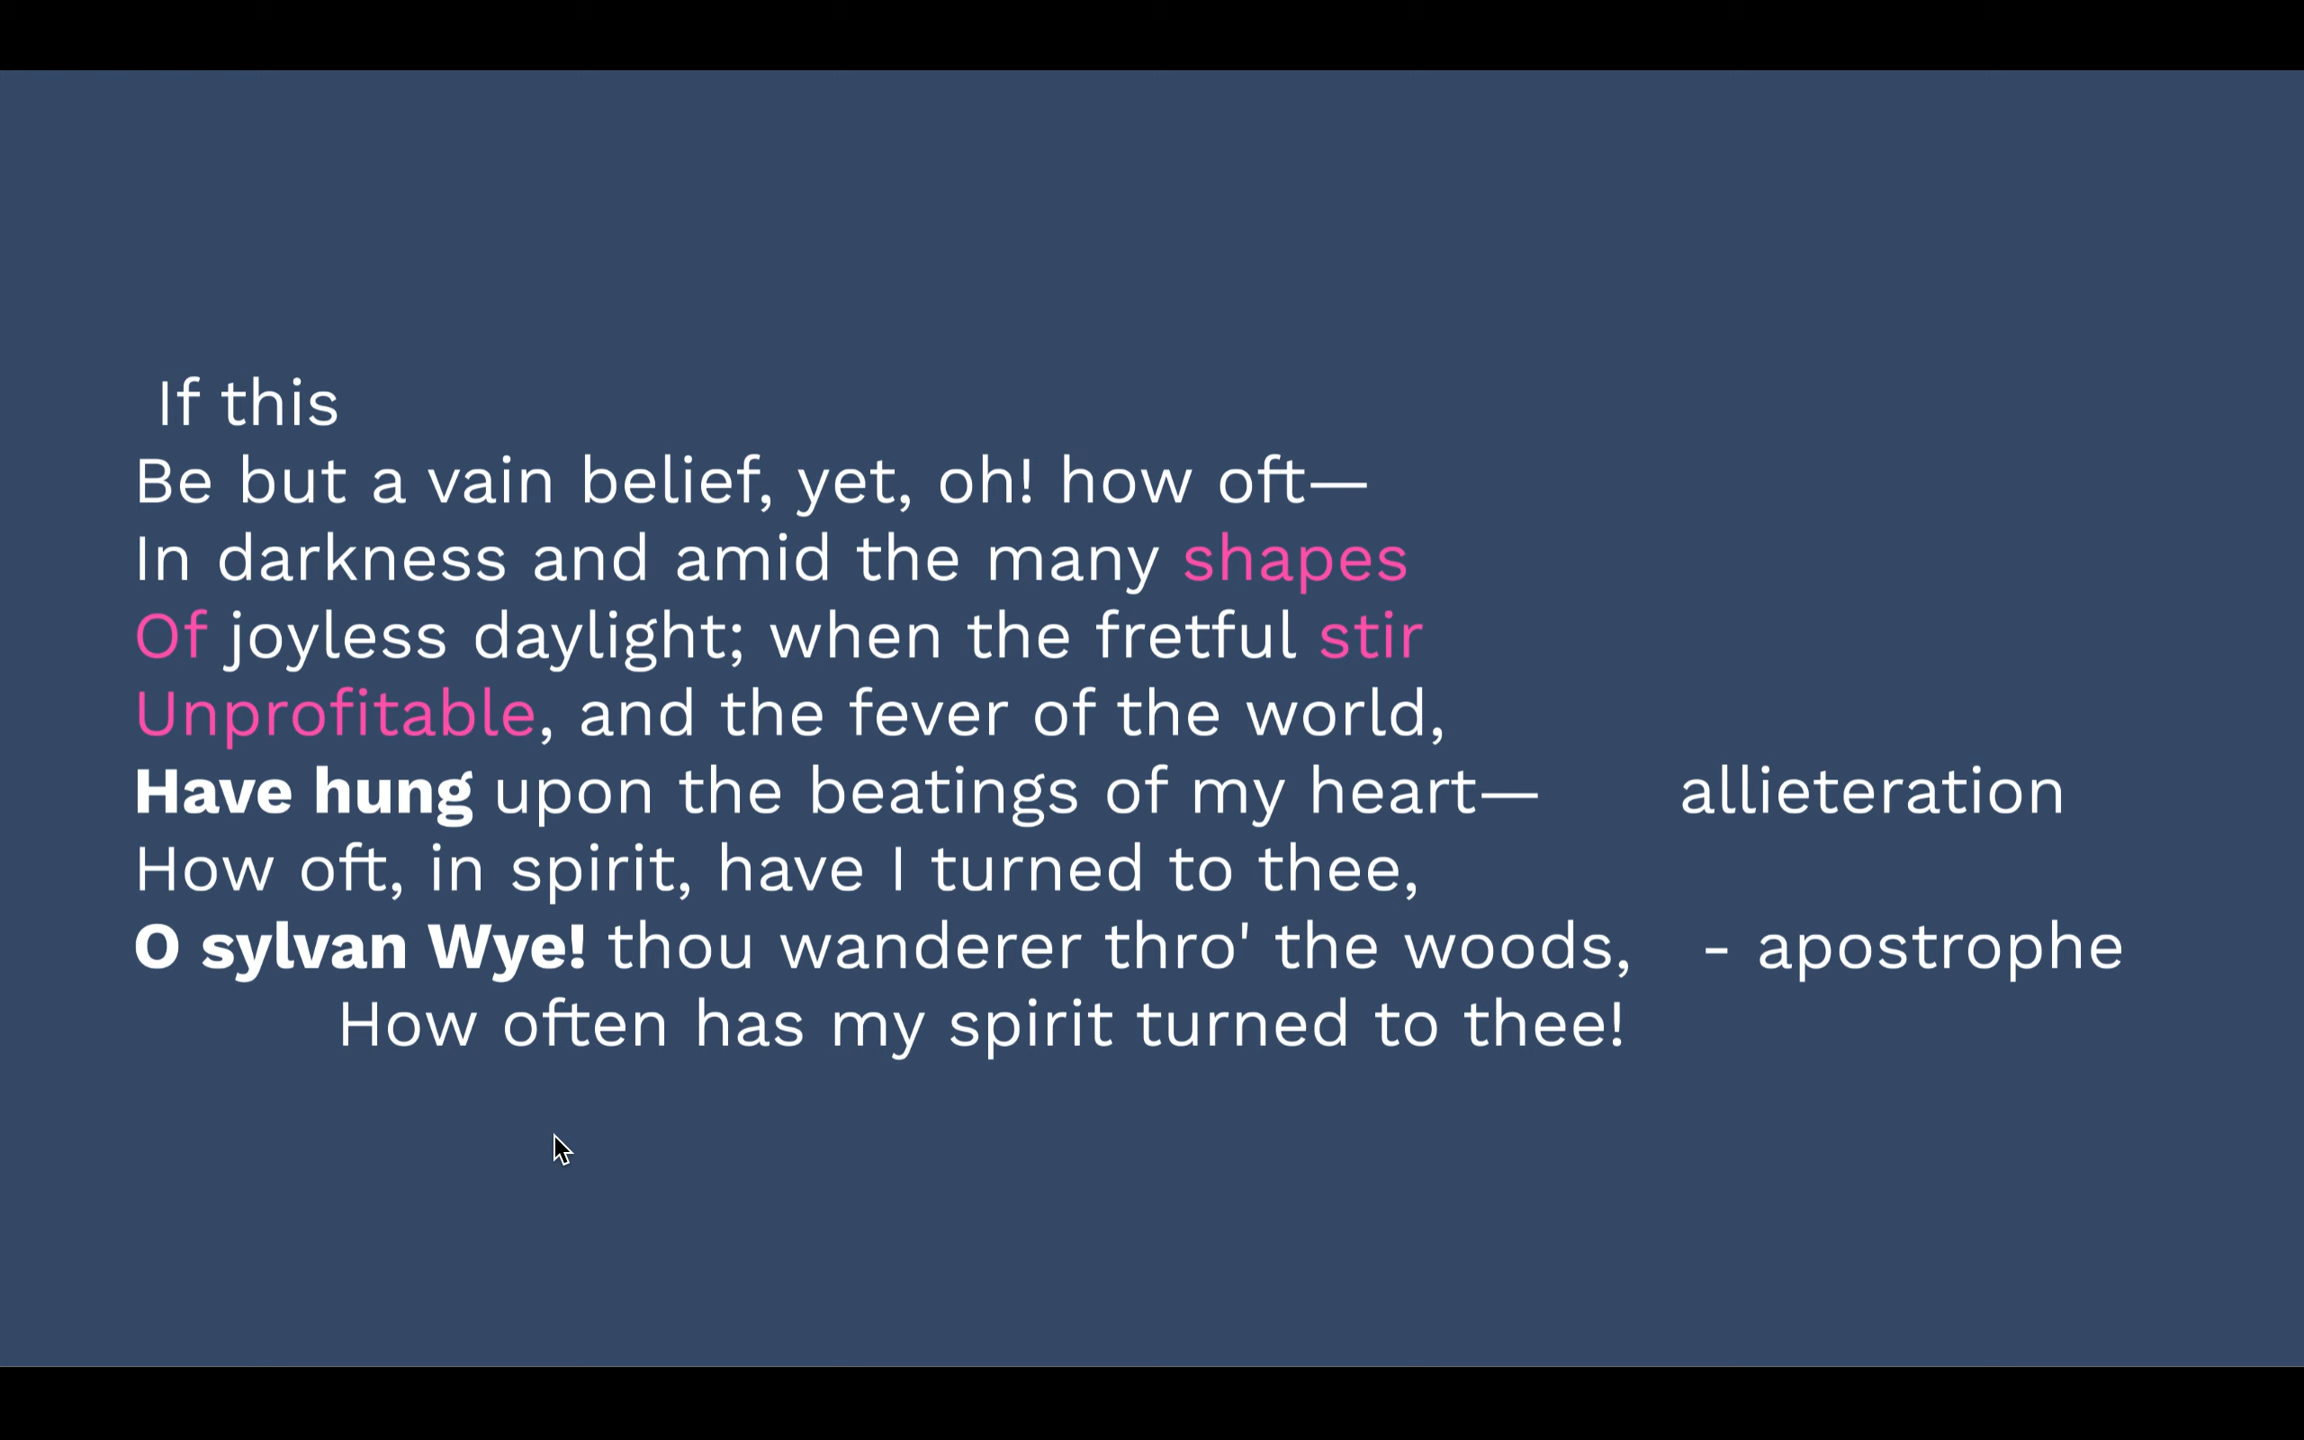 If this
Be but a vain belief, yet, oh! how oft—
In darkness and amid the many shapes
Of joyless daylight; when the fretful stir
Unprofitable, and the fever of the world,
Have hung upon the beatings of my heart— allieteration
How oft, in spirit, have I turned to thee,
O sylvan Wye! thou wanderer thro' the woods, - apostrophe
How often has my spirit turned to thee!